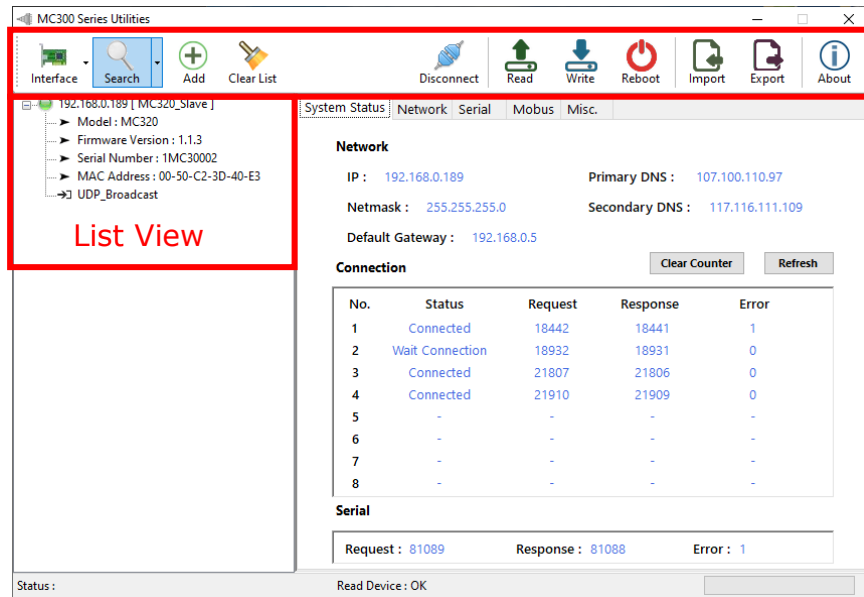 MC300 Series Utilities
Interface Search Add Clear List Disconnect Read Write Reboot Import Export About
192.168.0.189 [ MC320_Slave ]
Model : MC320
Firmware Version : 1.1.3
Serial Number : 1MC30002
MAC Address : 00-50-C2-3D-40-E3
UDP_Broadcast
List View
System Status Network Serial Mobus Misc.
Network
IP : 192.168.0.189 Primary DNS : 107.100.110.97
Netmask : 255.255.255.0 Secondary DNS : 117.116.111.109
Default Gateway : 192.168.0.5
Connection Clear Counter Refresh
No. Status Request Response Error
1 Connected 18442 18441 1
2 Wait Connection 18932 18931 0
3 Connected 21807 21806 0
4 Connected 21910 21909 0
5 - - - -
6 - - - -
7 - - - -
8 - - - -
Serial
Request : 81089 Response : 81088 Error : 1
Status : Read Device : OK